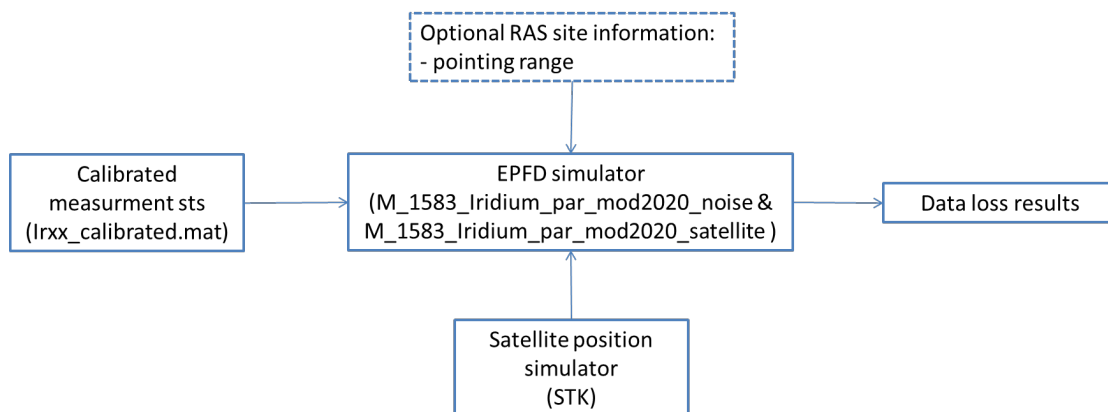 Optional RAS site information:
- pointing range
Calibrated
measurment sts
(Irxx_calibrated.mat)
EPFD simulator
(M_1583_Iridium_par_mod2020_noise &
M_1583_Iridium_par_mod2020_satellite )
Data loss results
Satellite position
simulator
(STK)